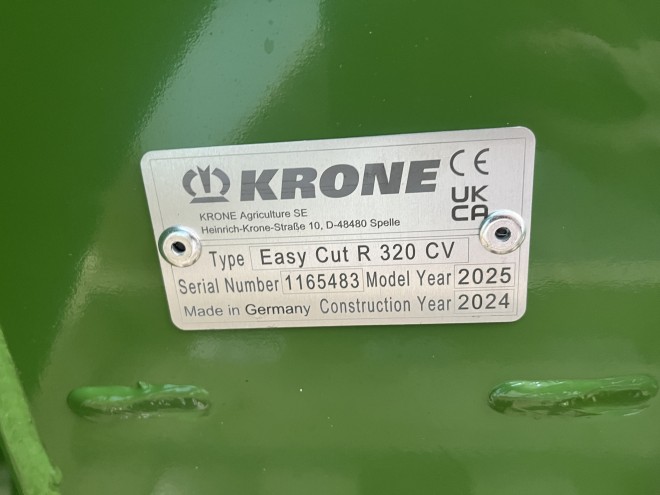 KRONE CE
UK
CA
KRONE Agriculture SE
Heinrich-Krone-Straße 10, D-48480 Spelle
Type Easy Cut R 320 CV
Serial Number 1165483 Model Year 2025
Made in Germany Construction Year 2024